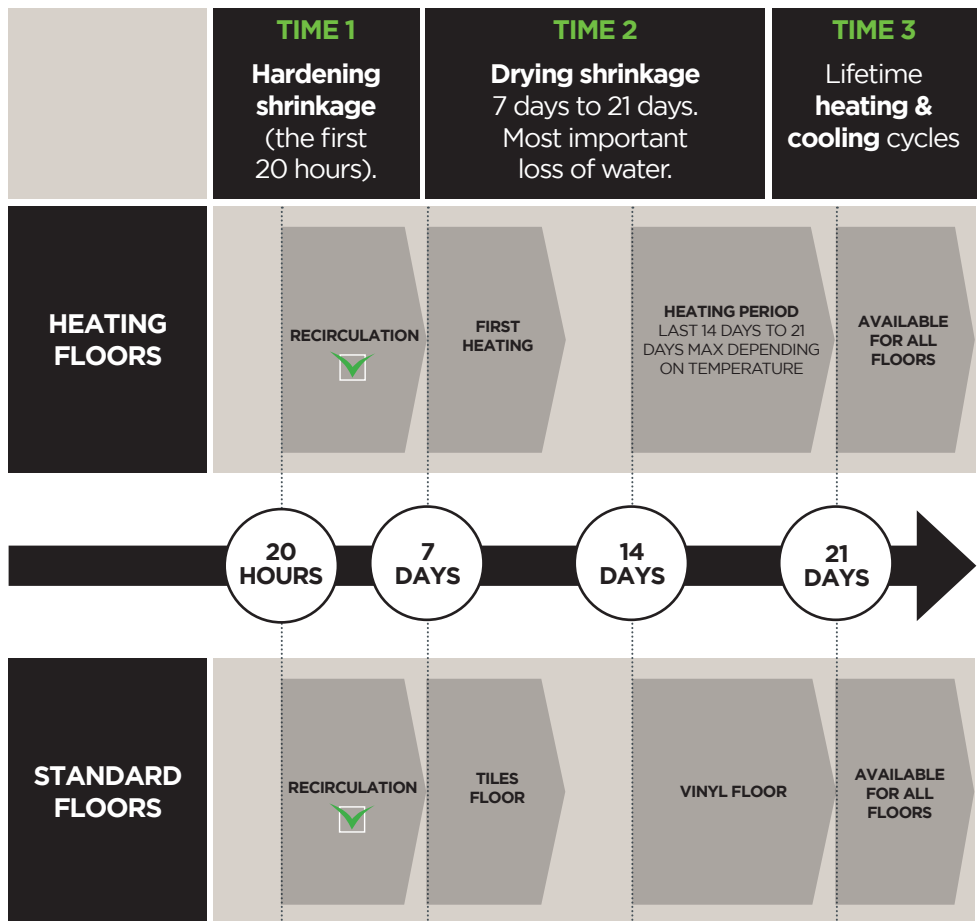 TIME 1
Hardening
shrinkage
(the first
20 hours).
TIME 2
Drying shrinkage
7 days to 21 days.
Most important
loss of water.
TIME 3
Lifetime
heating &
cooling cycles
HEATING
FLOORS
RECIRCULATION
FIRST
HEATING
HEATING PERIOD
LAST 14 DAYS TO 21
DAYS MAX DEPENDING
ON TEMPERATURE
AVAILABLE
FOR ALL
FLOORS
20
HOURS
7
DAYS
14
DAYS
21
DAYS
STANDARD
FLOORS
RECIRCULATION
TILES
FLOOR
VINYL FLOOR
AVAILABLE
FOR ALL
FLOORS